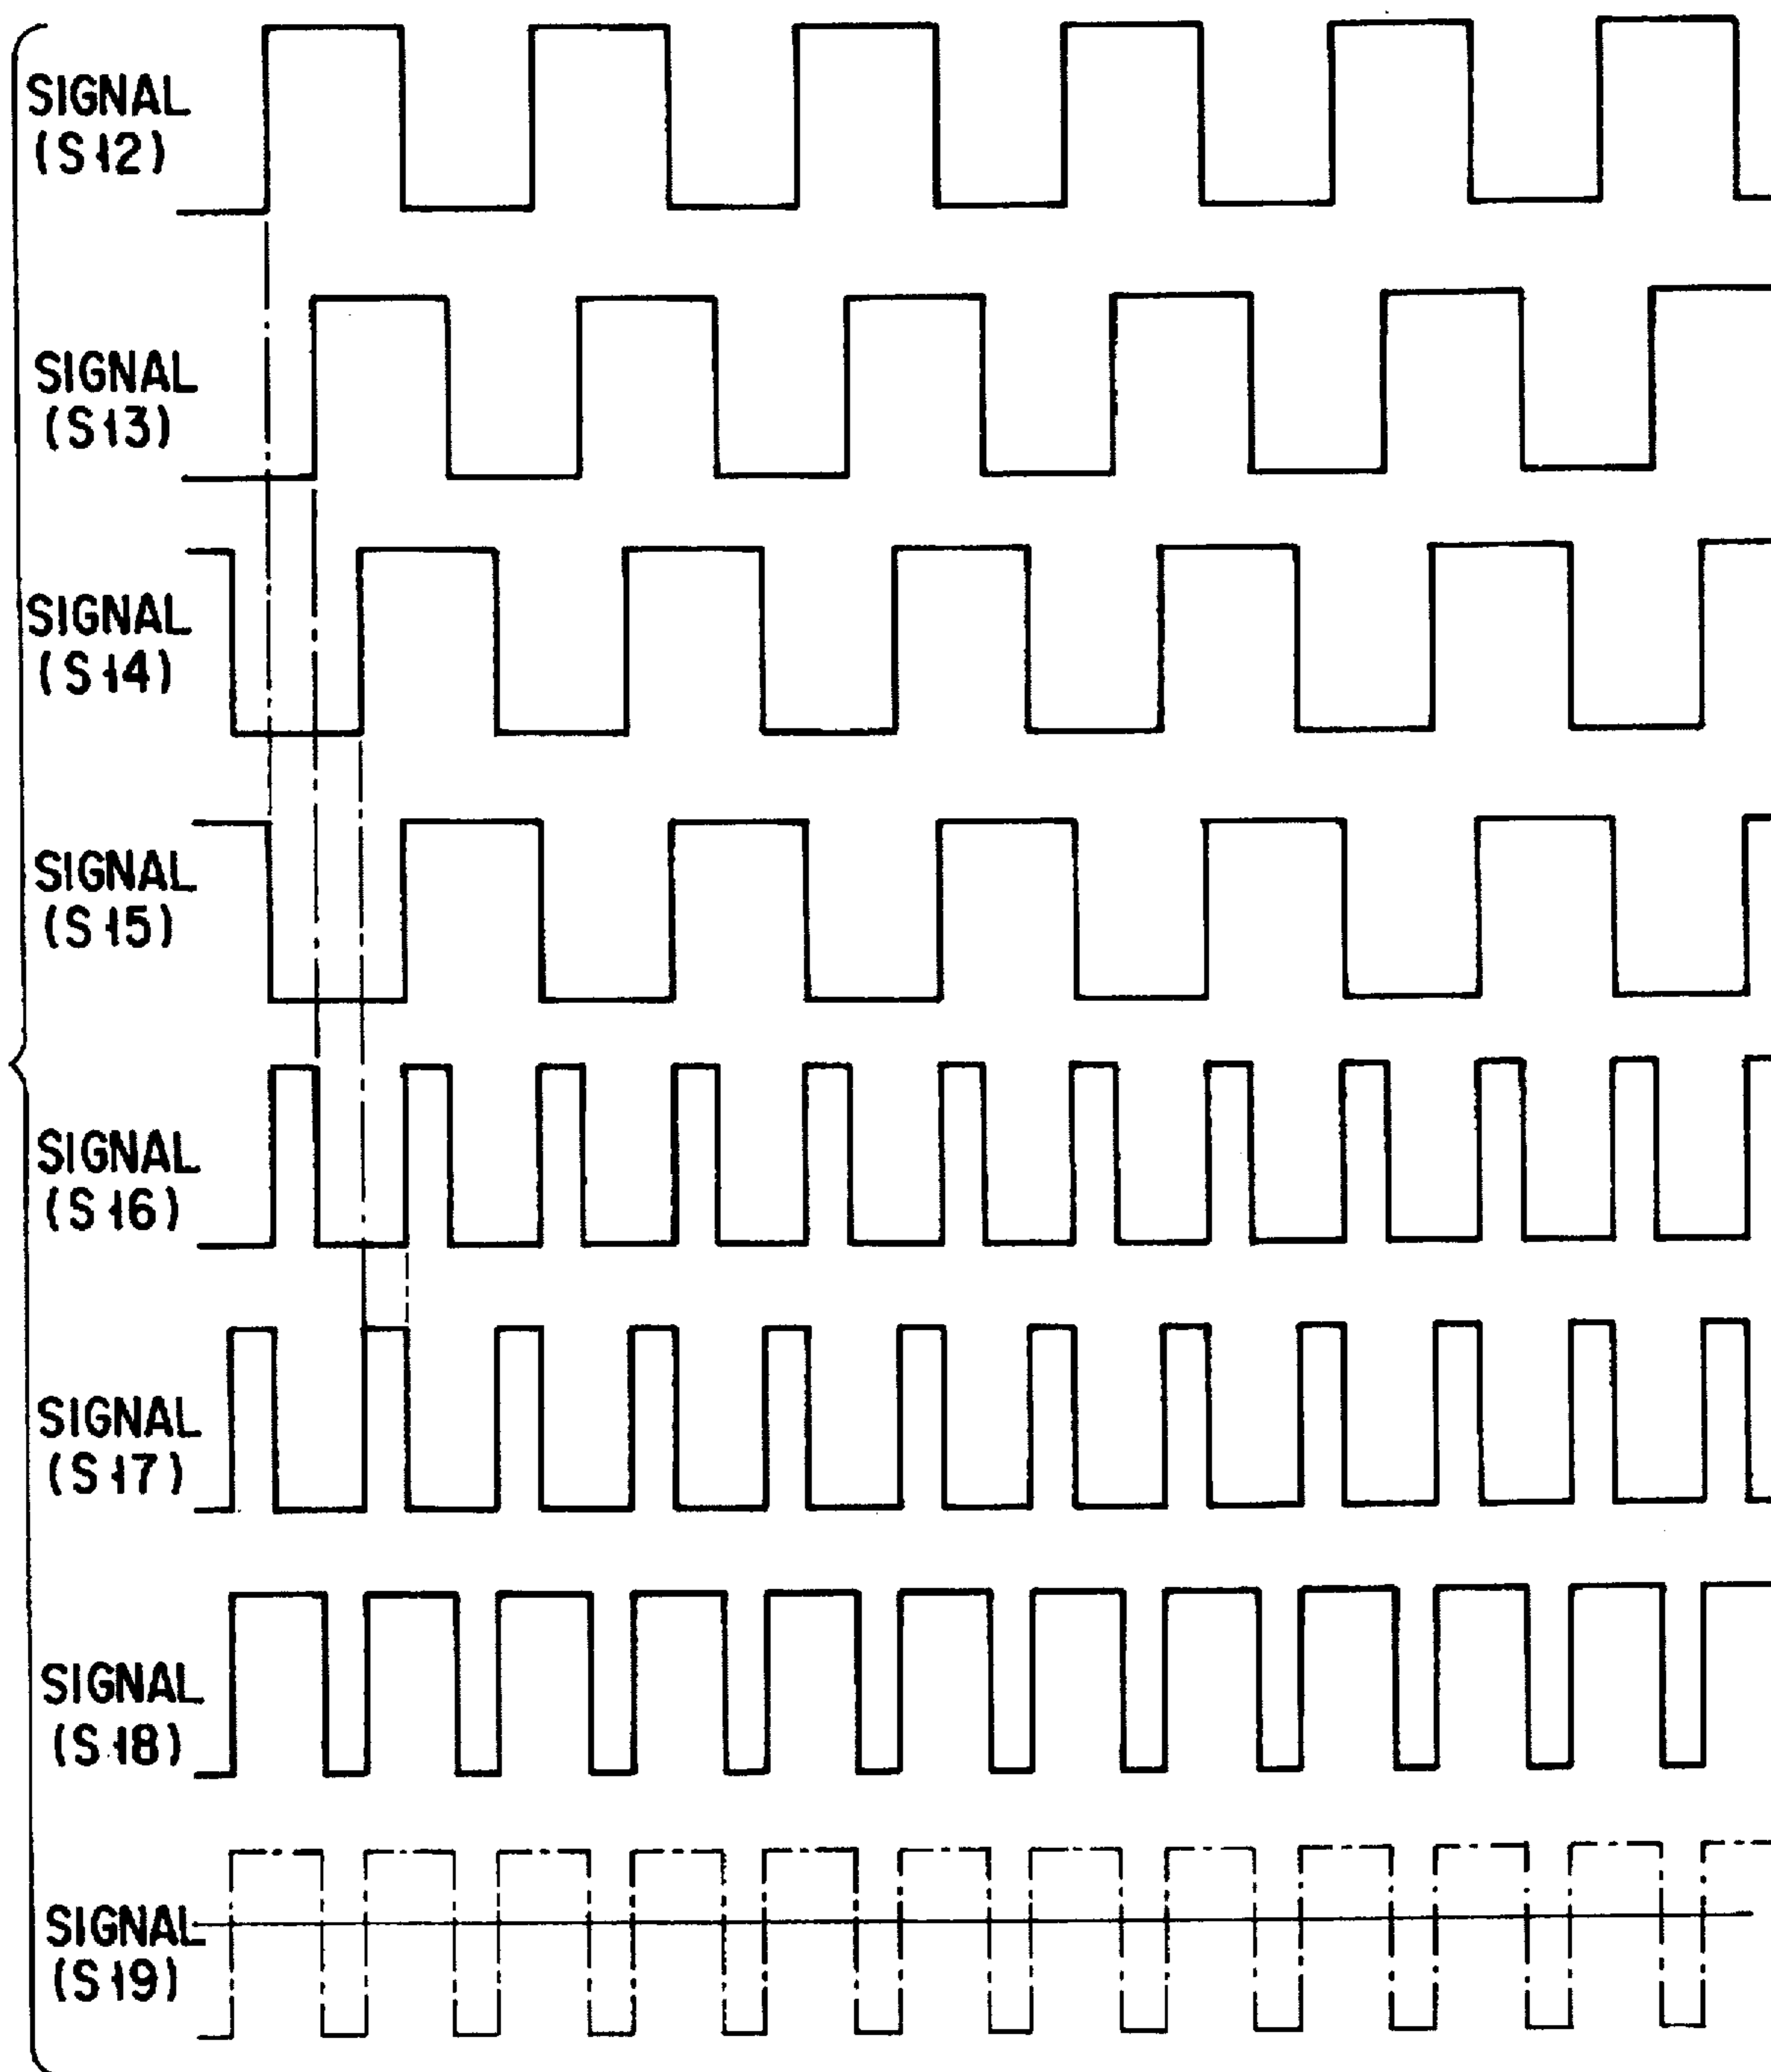 SIGNAL
(S12)
SIGNAL
(S13)
SIGNAL
(S14)
SIGNAL
(S15)
SIGNAL
(S16)
SIGNAL
(S17)
SIGNAL
(S18)
SIGNAL
(S19)